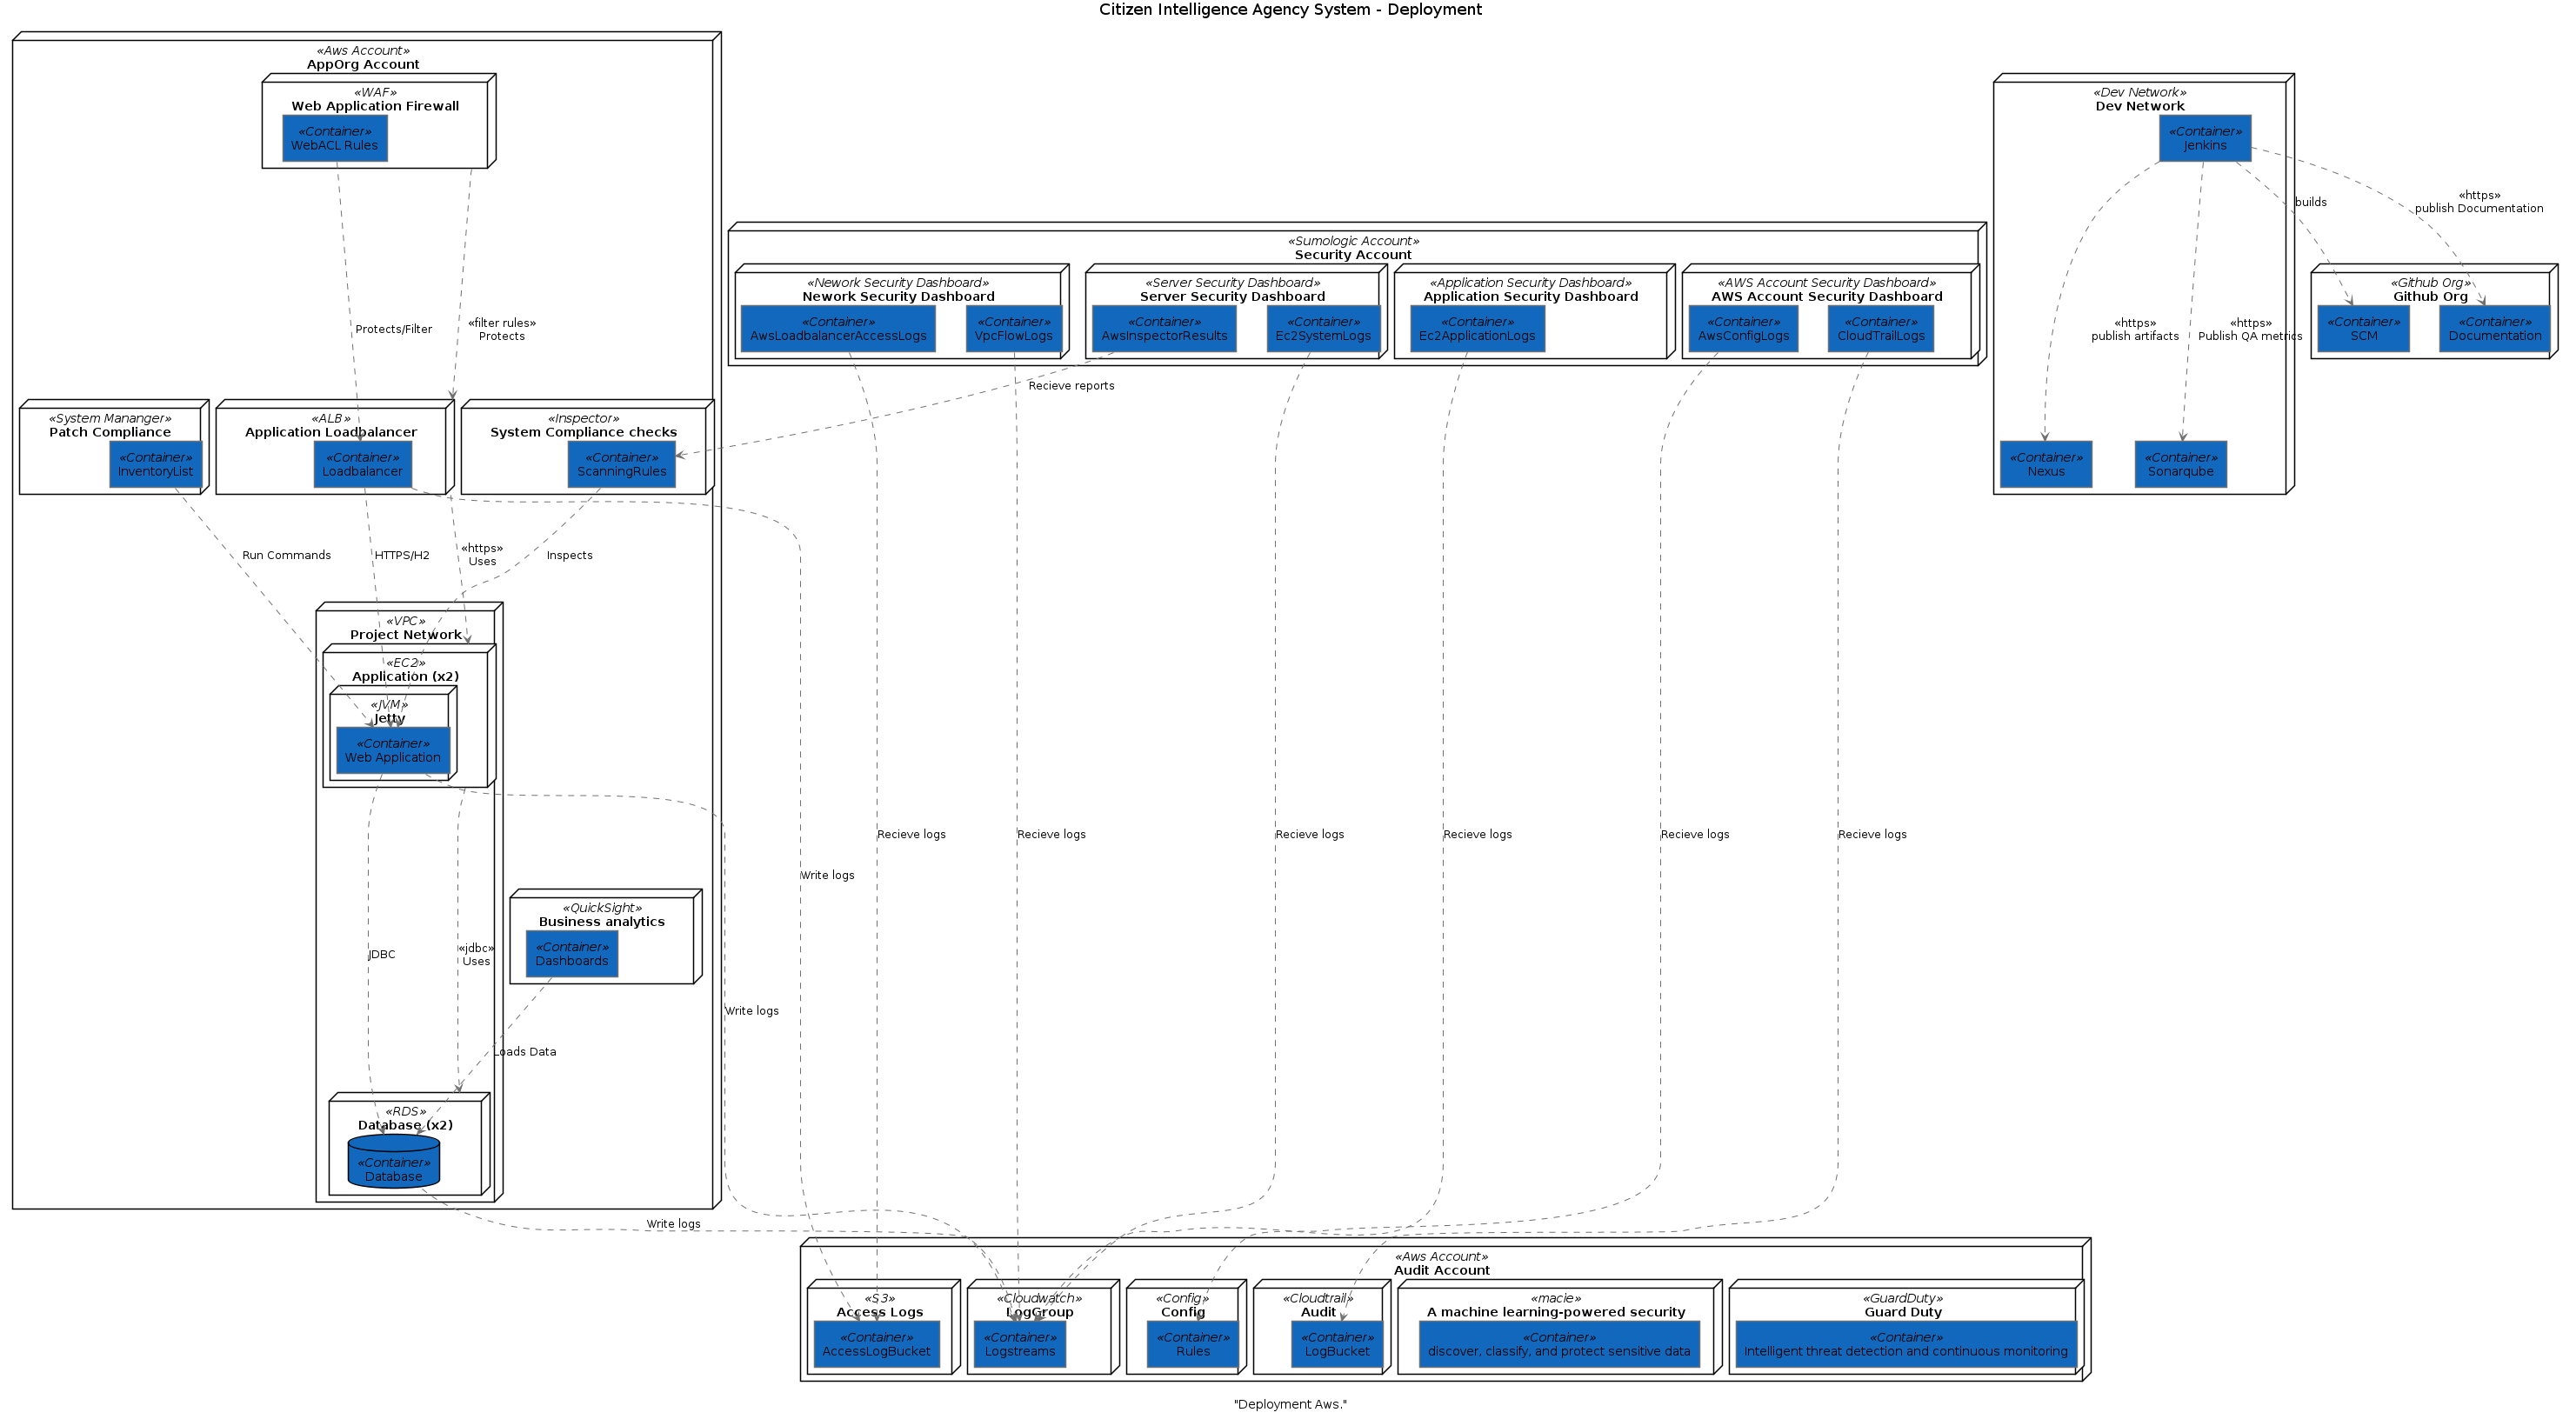 Citizen Intelligence Agency System - Deployment
«Aws Account»
AppOrg Account
«WAF»
Web Application Firewall
«Container»
WebACL Rules
Protects/Filter
«filter rules»
Protects
«System Mananger»
Patch Compliance
«Container»
InventoryList
«ALB»
Application Loadbalancer
«Container»
Loadbalancer
«Inspector»
System Compliance checks
«Container»
ScanningRules
Run Commands
HTTPS/H2
«https»
Uses
Inspects
«VPC»
Project Network
«EC2»
Application (x2)
«JVM»
Jetty
«Container»
Web Application
JDBC
«jdbc»
Uses
«QuickSight»
Business analytics
«Container»
Dashboards
Loads Data
«RDS»
Database (x2)
«Container»
Database
Write logs
Write logs
Write logs
«Sumologic Account»
Security Account
«Nework Security Dashboard»
Nework Security Dashboard
«Container»
AwsLoadbalancerAccessLogs
«Container»
VpcFlowLogs
«Server Security Dashboard»
Server Security Dashboard
«Container»
AwsInspectorResults
«Container»
Ec2SystemLogs
«Application Security Dashboard»
Application Security Dashboard
«Container»
Ec2ApplicationLogs
«AWS Account Security Dashboard»
AWS Account Security Dashboard
«Container»
AwsConfigLogs
«Container»
CloudTrailLogs
Recieve reports
Recieve logs
Recieve logs
Recieve logs
Recieve logs
Recieve logs
Recieve logs
«Dev Network»
Dev Network
«Container»
Jenkins
builds
«https»
publish Documentation
«https»
publish artifacts
«https»
Publish QA metrics
«Container»
Nexus
«Container»
Sonarqube
«Github Org»
Github Org
«Container»
SCM
«Container»
Documentation
«Aws Account»
Audit Account
«S3»
Access Logs
«Container»
AccessLogBucket
«Cloudwatch»
LogGroup
«Container»
Logstreams
«Config»
Config
«Container»
Rules
«Cloudtrail»
Audit
«Container»
LogBucket
«macie»
A machine learning-powered security
«Container»
discover, classify, and protect sensitive data
«GuardDuty»
Guard Duty
«Container»
Intelligent threat detection and continuous monitoring
"Deployment Aws."